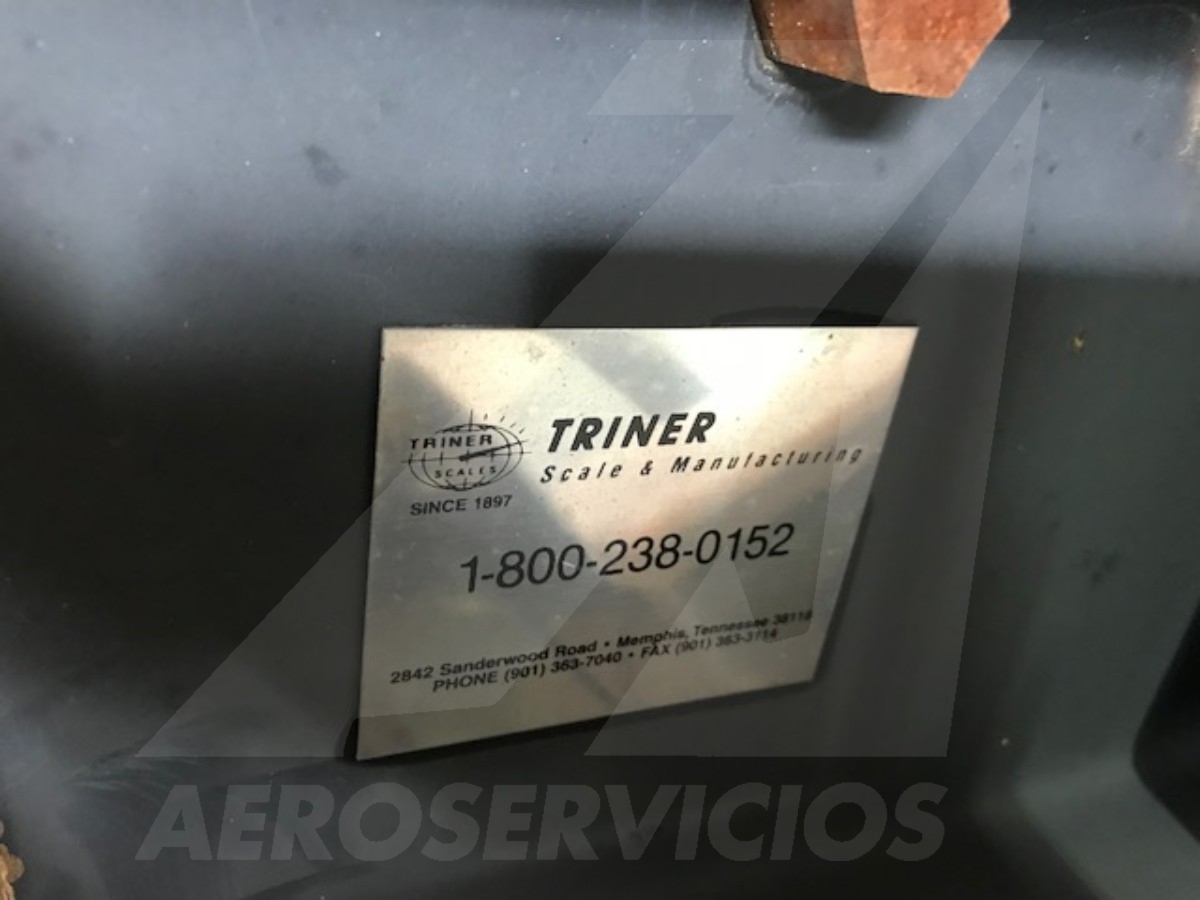 TRINER
SCALES
SINCE 1897
TRINER
Scale & Manufacturing
1-800-238-0152
2842 Sanderwood Road • Memphis, Tennessee 38118
PHONE (901) 363-7040 • FAX (901) 363-3114
AEROSERVICIOS